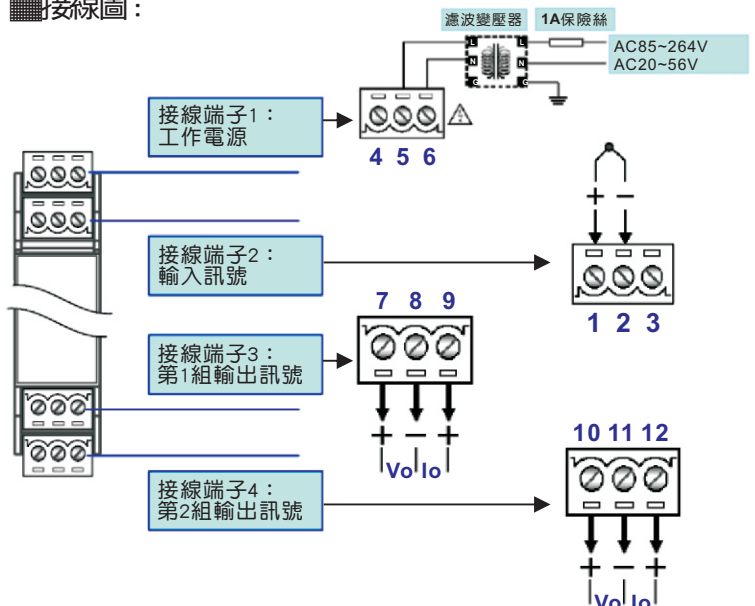 ▦接線圖：
濾波變壓器 1A保險絲
L L
N N
G G
AC85~264V
AC20~56V
接線端子1：
工作電源
4 5 6
+ −
接線端子2：
輸入訊號
1 2 3
7 8 9
接線端子3：
第1組輸出訊號
+ − +
Vo Io
10 11 12
接線端子4：
第2組輸出訊號
+ − +
Vo Io